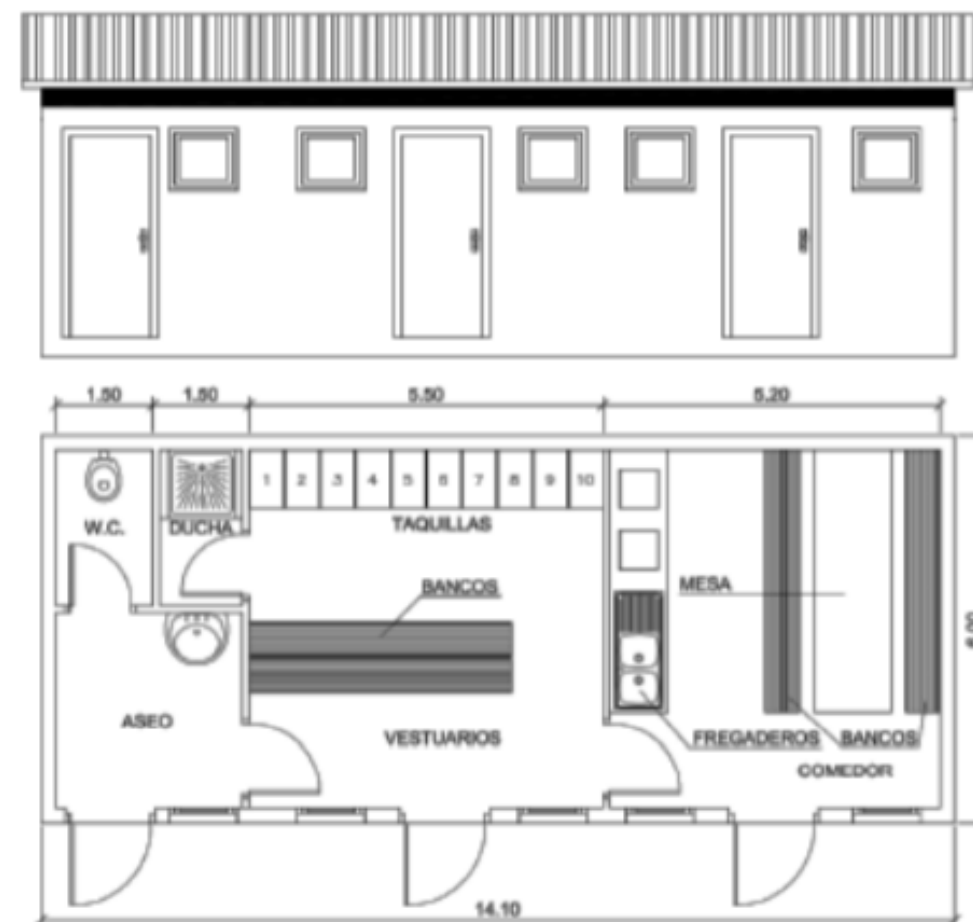 1.50 1.50 5.50 5.20
1 2 3 4 5 6 7 8 9 10
W.C. DUCHA TAQUILLAS
BANCOS MESA
ASEO
VESTUARIOS FREGADEROS BANCOS
COMEDOR
14.10